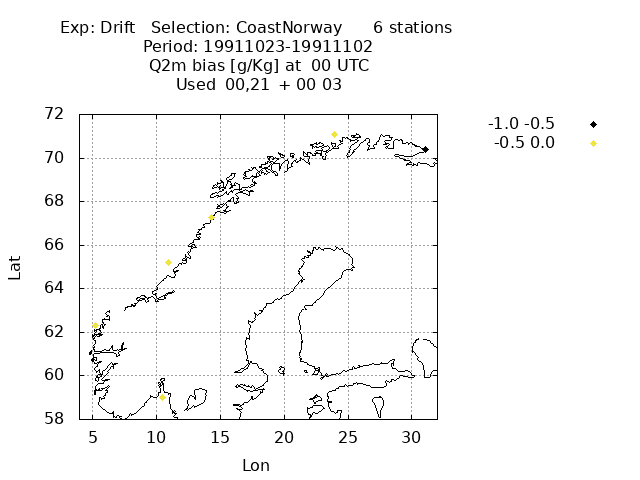 Exp: Drift   Selection: CoastNorway      6 stations
Period: 19911023-19911102
Q2m bias [g/Kg] at  00 UTC
Used  00,21  + 00 03
-1.0 -0.5
-0.5 0.0
72
70
68
66
64
62
60
58
Lat
5 10 15 20 25 30
Lon